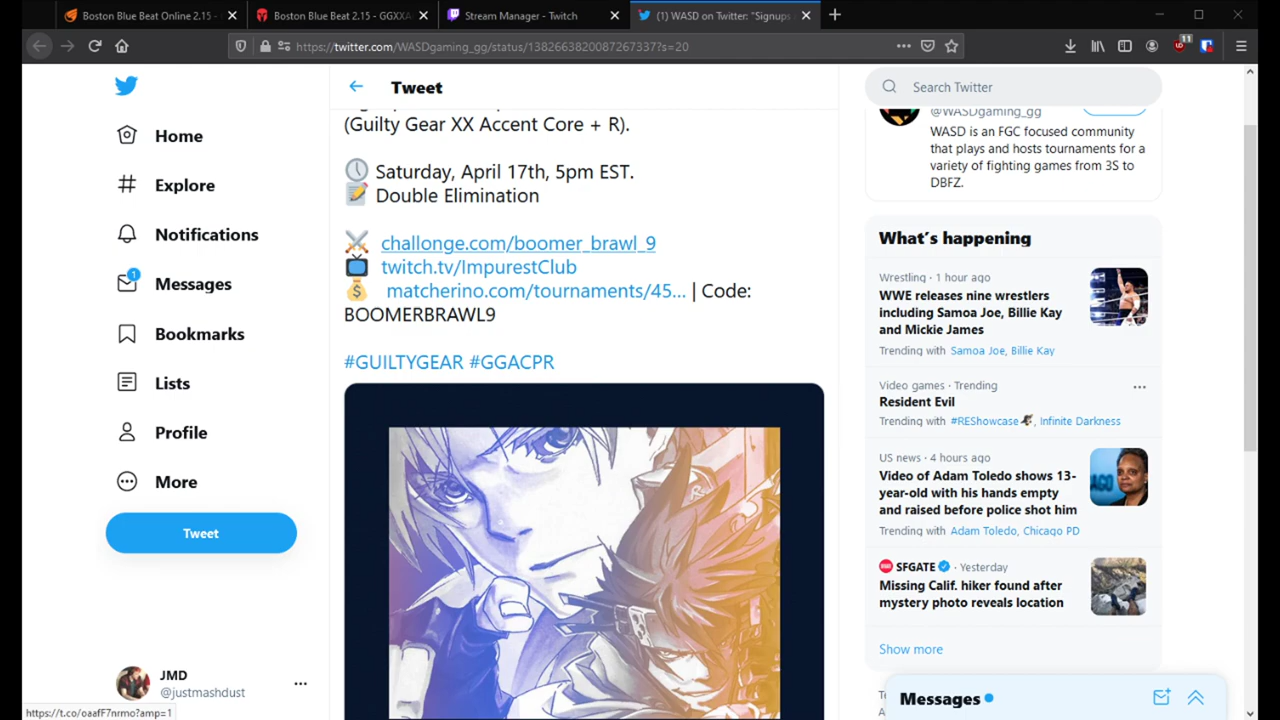 Boston Blue Beat Online 2.15 -
Boston Blue Beat 2.15 - GGXXA
Stream Manager - Twitch
(1) WASD on Twitter: "Signups
https://twitter.com/WASDgaming_gg/status/1382663820087267337?s=20
11
Tweet
Search Twitter
Home
Explore
Notifications
1
Messages
Bookmarks
Lists
Profile
More
Tweet
JMD
@justmashdust
https://t.co/oaafF7nrmo?amp=1
(Guilty Gear XX Accent Core + R).
Saturday, April 17th, 5pm EST.
Double Elimination
challonge.com/boomer_brawl_9
twitch.tv/ImpurestClub
matcherino.com/tournaments/45... | Code:
BOOMERBRAWL9
#GUILTYGEAR #GGACPR
@WASDgaming_gg
WASD is an FGC focused community
that plays and hosts tournaments for a
variety of fighting games from 3S to
DBFZ.
What's happening
Wrestling · 1 hour ago
WWE releases nine wrestlers
including Samoa Joe, Billie Kay
and Mickie James
Trending with Samoa Joe, Billie Kay
Video games · Trending
Resident Evil
Trending with #REShowcase, Infinite Darkness
US news · 4 hours ago
Video of Adam Toledo shows 13-
year-old with his hands empty
and raised before police shot him
Trending with Adam Toledo, Chicago PD
SFGATE · Yesterday
Missing Calif. hiker found after
mystery photo reveals location
Show more
Messages